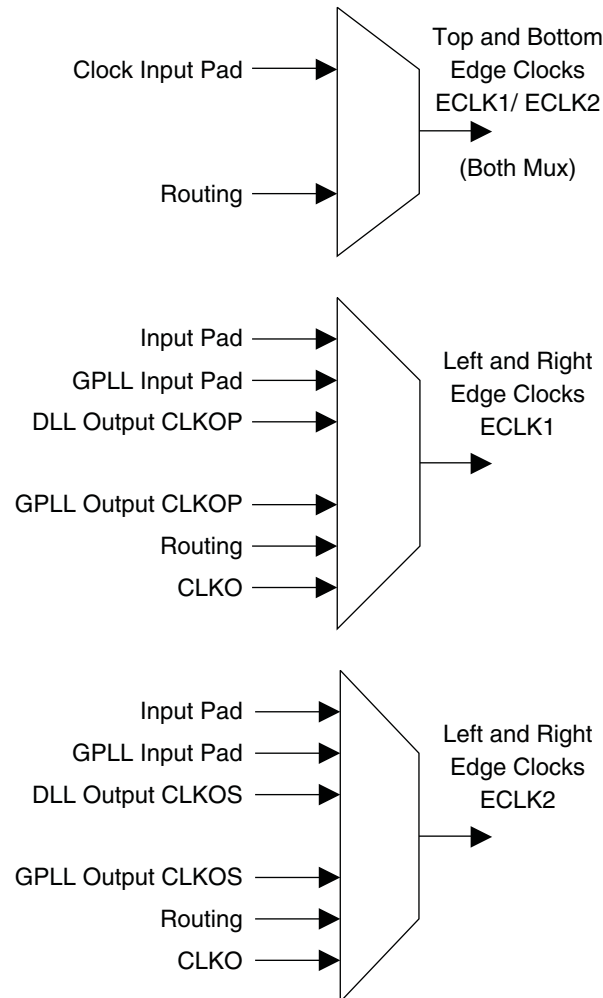 Clock Input Pad
Routing
Top and Bottom
Edge Clocks
ECLK1/ ECLK2
(Both Mux)
Input Pad
GPLL Input Pad
DLL Output CLKOP
GPLL Output CLKOP
Routing
CLKO
Left and Right
Edge Clocks
ECLK1
Input Pad
GPLL Input Pad
DLL Output CLKOS
GPLL Output CLKOS
Routing
CLKO
Left and Right
Edge Clocks
ECLK2